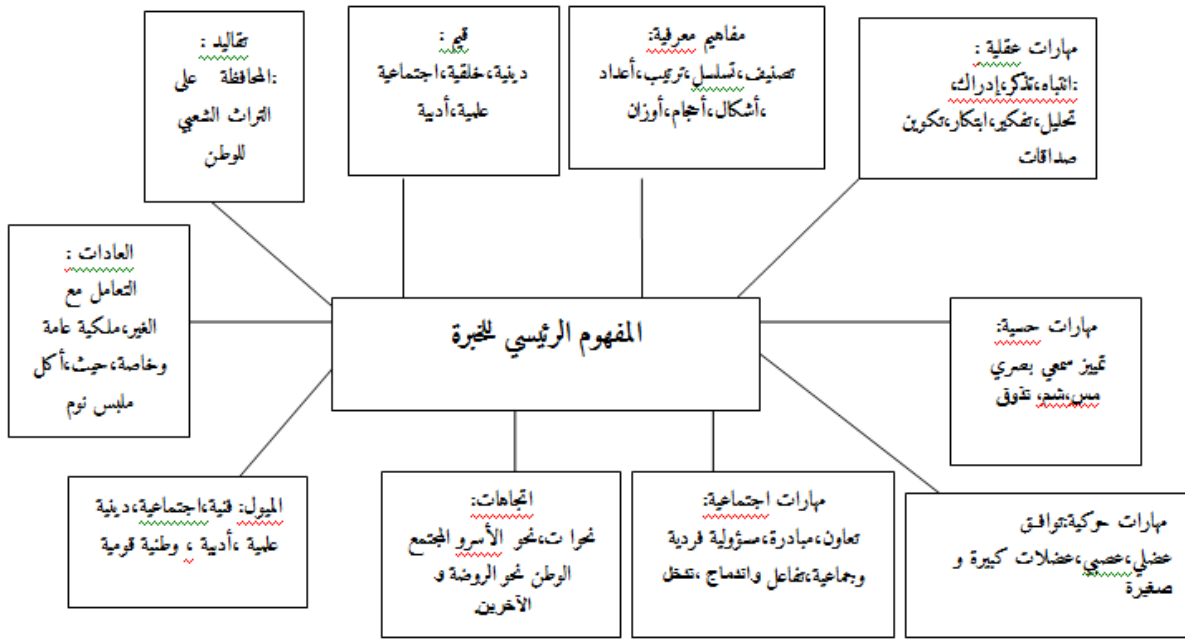 مهارات عقلية :
:انتباه،تذكر،إدراك،
تحليل،تفكير،ابتكار،تكوين
صداقات
مفاهيم معرفية:
تصنيف،تسلسل،ترتيب،أعداد
،أشكال،أحجام،أوزان
قيم :
دينية،خلقية،اجتماعية
علمية،أدبية
تقاليد :
:المحافظة على
التراث الشعبي
للوطن
العادات :
التعامل مع
الغير،ملكية عامة
وخاصة،حيث،أكل
ملبس نوم
المفهوم الرئيسي للخبرة
مهارات حسية:
تمييز سمعي بصري
مس،شم، تذوق
مهارات حوكية:توافق
عضلي،عصبي،عضلات كبيرة و
صغيرة
مهارات اجتماعية:
تعاون،مبادرة،مسؤولية فردية
وجماعية،تفاعل واندماج ،تقبل
اتجاهات:
نحوا ت،نحو الأسرو المجتمع
الوطن نحو الروضة و
الآخرين.
الميول: فنية،اجتماعية،دينية
علمية ،أدبية ، وطنية قومية